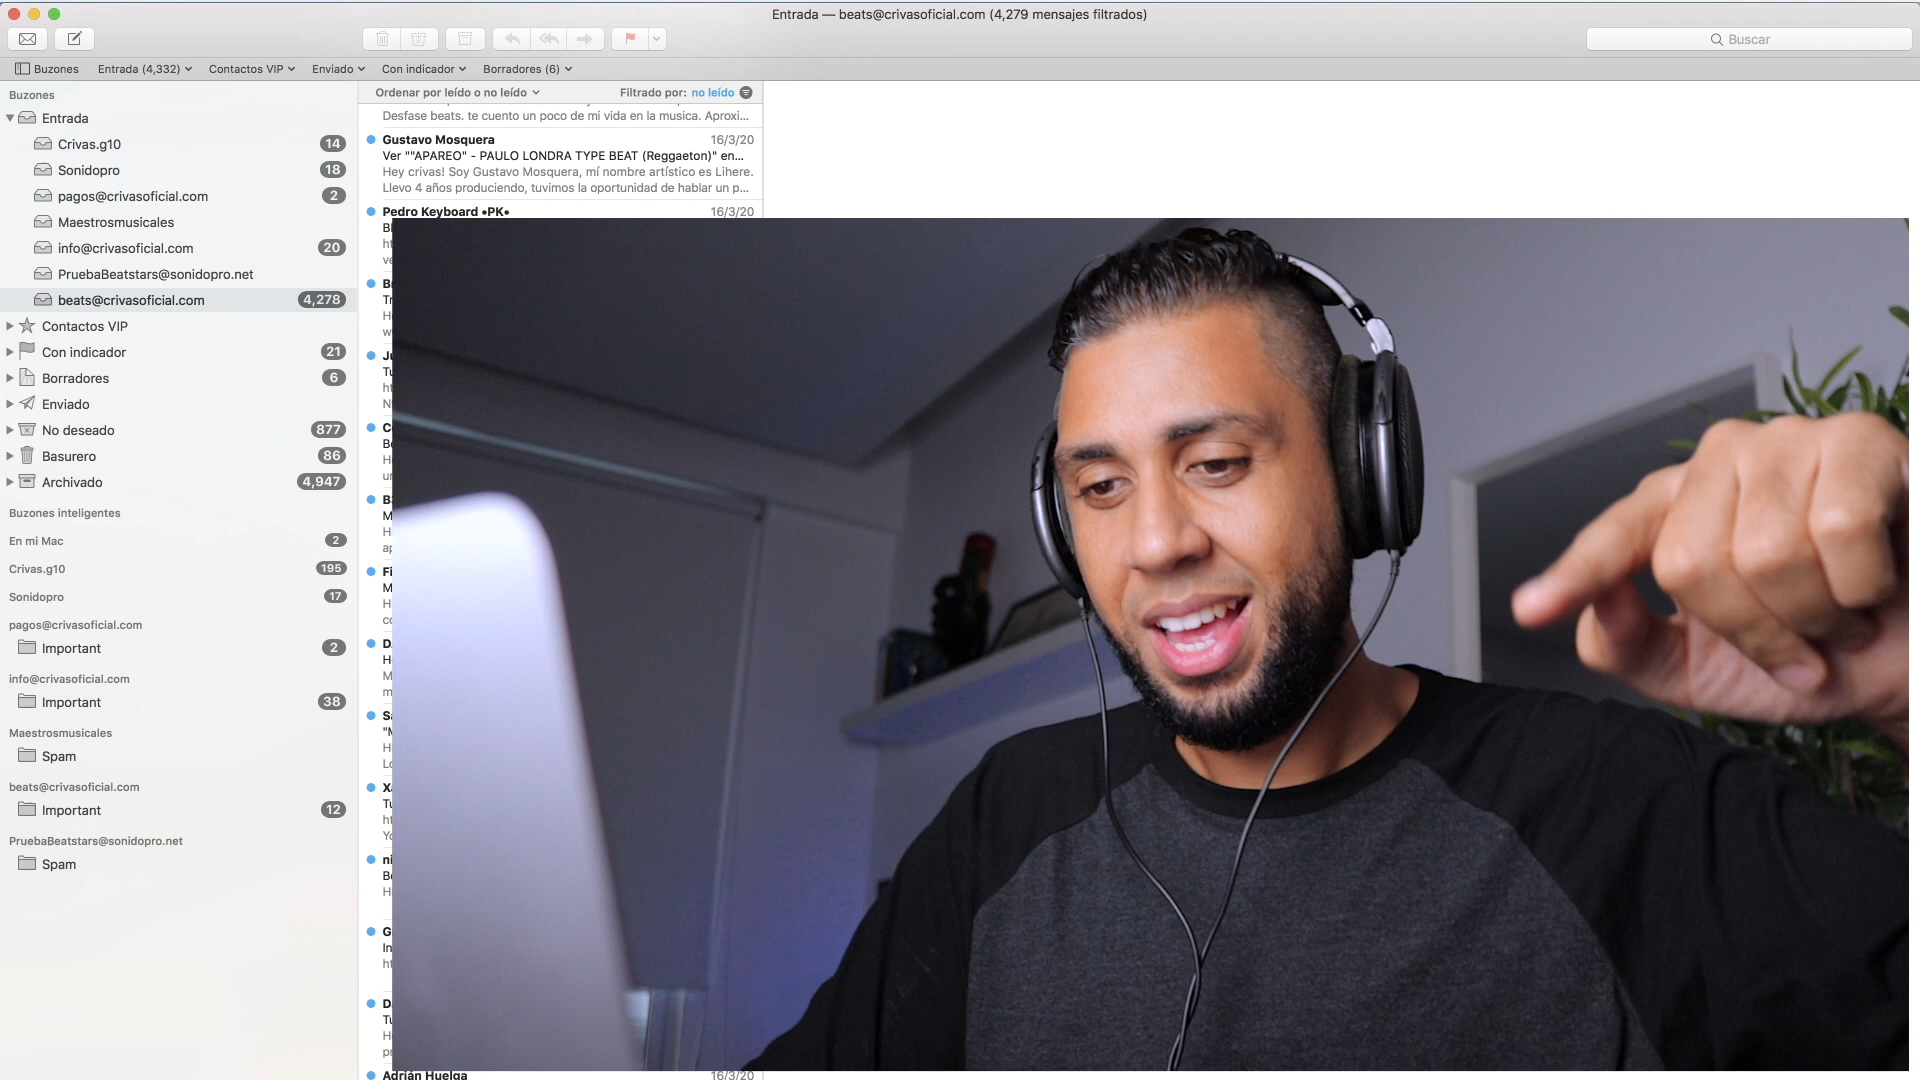 Entrada — beats@crivasoficial.com (4,279 mensajes filtrados)
Buscar
Buzones Entrada (4,332) Contactos VIP Enviado Con indicador Borradores (6)
Buzones
Entrada
Crivas.g10 14
Sonidopro 18
pagos@crivasoficial.com 2
Maestrosmusicales
info@crivasoficial.com 20
PruebaBeatstars@sonidopro.net
beats@crivasoficial.com 4,278
Contactos VIP
Con indicador 21
Borradores 6
Enviado
No deseado 877
Basurero 86
Archivado 4,947
Buzones inteligentes
En mi Mac 2
Crivas.g10 195
Sonidopro 17
pagos@crivasoficial.com
Important 2
info@crivasoficial.com
Important 38
Maestrosmusicales
Spam
beats@crivasoficial.com
Important 12
PruebaBeatstars@sonidopro.net
Spam
Ordenar por leído o no leído Filtrado por: no leído
Desfase beats. te cuento un poco de mi vida en la musica. Aproxi...
Gustavo Mosquera 16/3/20
Ver ""APAREO" - PAULO LONDRA TYPE BEAT (Reggaeton)" en...
Hey crivas! Soy Gustavo Mosquera, mí nombre artístico es Lihere.
Llevo 4 años produciendo, tuvimos la oportunidad de hablar un p...
Pedro Keyboard •PK• 16/3/20
Adrián Huelga 16/3/20